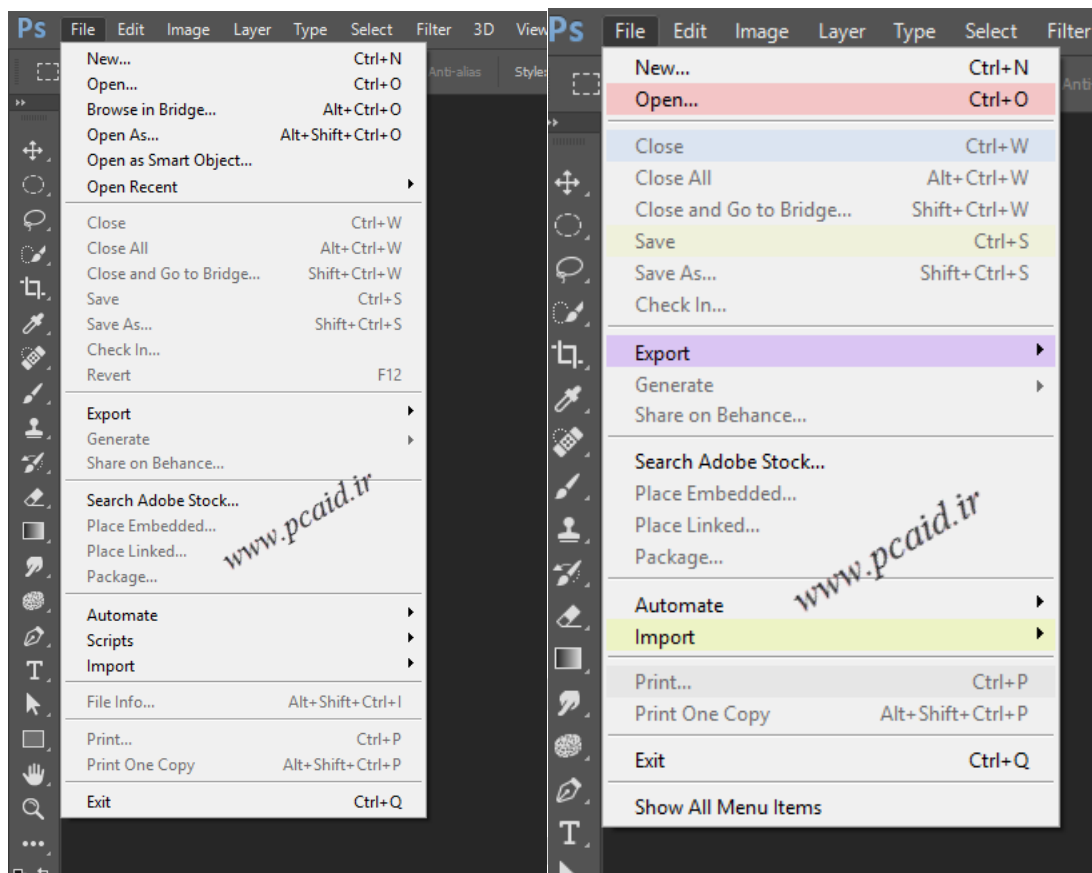 Ps File Edit Image Layer Type Select Filter 3D View
Anti-alias Style:
New... Ctrl+N
Open... Ctrl+O
Browse in Bridge... Alt+Ctrl+O
Open As... Alt+Shift+Ctrl+O
Open as Smart Object...
Open Recent
Close Ctrl+W
Close All Alt+Ctrl+W
Close and Go to Bridge... Shift+Ctrl+W
Save Ctrl+S
Save As... Shift+Ctrl+S
Check In...
Revert F12
Export
Generate
Share on Behance...
Search Adobe Stock...
Place Embedded...
Place Linked...
Package...
www.pcaid.ir
Automate
Scripts
Import
File Info... Alt+Shift+Ctrl+I
Print... Ctrl+P
Print One Copy Alt+Shift+Ctrl+P
Exit Ctrl+Q
Ps File Edit Image Layer Type Select Filter
Anti
New... Ctrl+N
Open... Ctrl+O
Close Ctrl+W
Close All Alt+Ctrl+W
Close and Go to Bridge... Shift+Ctrl+W
Save Ctrl+S
Save As... Shift+Ctrl+S
Check In...
Export
Generate
Share on Behance...
Search Adobe Stock...
Place Embedded...
Place Linked...
Package...
www.pcaid.ir
Automate
Import
Print... Ctrl+P
Print One Copy Alt+Shift+Ctrl+P
Exit Ctrl+Q
Show All Menu Items